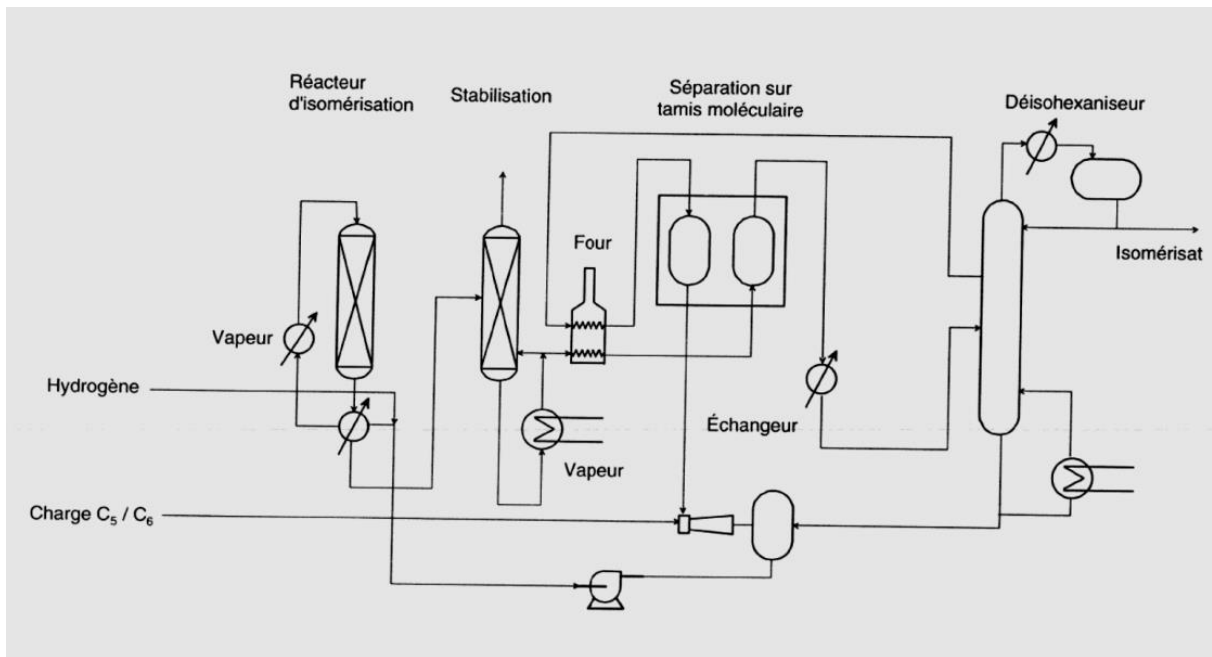 Réacteur
d'isomérisation
Stabilisation
Séparation sur
tamis moléculaire
Déisohexaniseur
Four
Isomérisat
Vapeur
Hydrogène
Échangeur
Vapeur
Charge C₅ / C₆